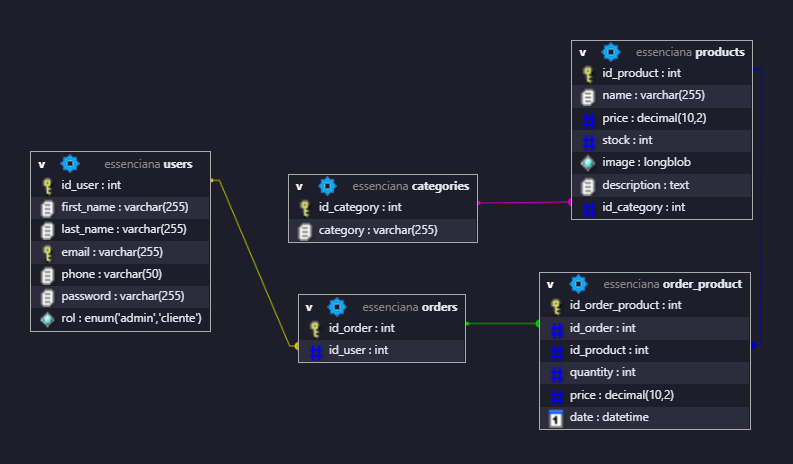 v essenciana products
id_product : int
name : varchar(255)
price : decimal(10,2)
stock : int
image : longblob
description : text
id_category : int
v essenciana users
id_user : int
first_name : varchar(255)
last_name : varchar(255)
email : varchar(255)
phone : varchar(50)
password : varchar(255)
rol : enum('admin','cliente')
v essenciana categories
id_category : int
category : varchar(255)
v essenciana orders
id_order : int
id_user : int
v essenciana order_product
id_order_product : int
id_order : int
id_product : int
quantity : int
price : decimal(10,2)
date : datetime